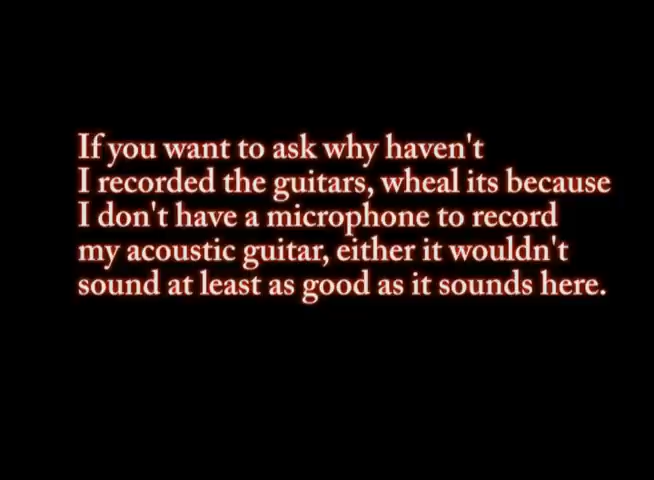 If you want to ask why haven't
I recorded the guitars, wheal its because
I don't have a microphone to record
my acoustic guitar, either it wouldn't
sound at least as good as it sounds here.